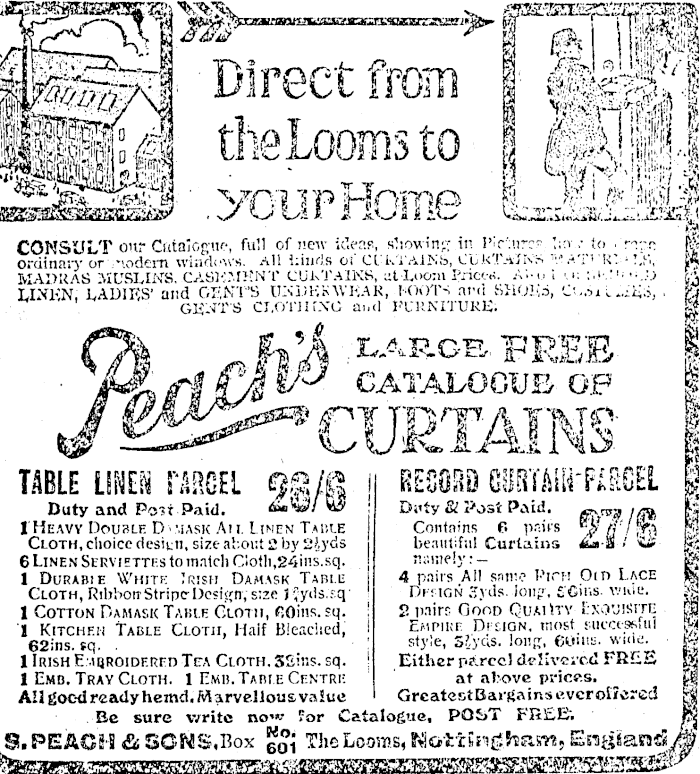 Direct from
the Looms to
your Home
CONSULT our Catalogue, full of new ideas, showing in Pictures how to drape
ordinary or modern windows. All kinds of CURTAINS, CURTAIN MATERIALS,
MADRAS MUSLINS, CASEMENT CURTAINS, at Loom Prices. Also HOUSEHOLD
LINEN, LADIES' and GENT'S UNDERWEAR, BOOTS and SHOES, COSTUMES,
GENT'S CLOTHING and FURNITURE.
Peach's LARGE FREE
CATALOGUE OF
CURTAINS
TABLE LINEN PARCEL 26/6
Duty and Post Paid.
1 HEAVY DOUBLE DAMASK ALL LINEN TABLE
CLOTH, choice design, size about 2 by 2½yds
6 LINEN SERVIETTES to match Cloth, 24ins.sq.
1 DURABLE WHITE IRISH DAMASK TABLE
CLOTH, Ribbon Stripe Design, size yds.sq
1 COTTON DAMASK TABLE CLOTH, 60ins. sq.
1 KITCHEN TABLE CLOTH, Half Bleached,
62ins. sq.
1 IRISH EMBROIDERED TEA CLOTH. ins. sq.
1 EMB. TRAY CLOTH. 1 EMB. TABLE CENTRE
All good ready hemd. Marvellous value
RECORD CURTAIN PARCEL
Duty & Post Paid. 27/6
Contains 6 pairs
beautiful Curtains
namely:—
4 pairs All same RICH OLD LACE
DESIGN 3yds. long, ins. wide.
2 pairs GOOD QUALITY EXQUISITE
EMPIRE DESIGN, most successful
style, 3½yds. long, 60ins. wide.
Either parcel delivered FREE
at above prices.
Greatest Bargains ever offered
Be sure write now for Catalogue, POST FREE.
S. PEACH & SONS, Box No. 601 The Looms, Nottingham, England